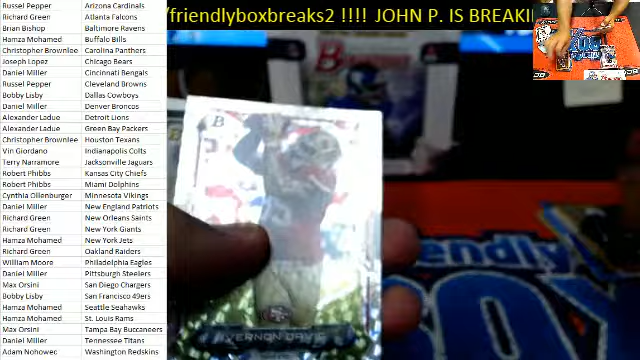 /friendlyboxbreaks2 !!!! JOHN P. IS BREAKI
Russel Pepper Arizona Cardinals
Richard Green Atlanta Falcons
Brian Bishop Baltimore Ravens
Hamza Mohamed Buffalo Bills
Christopher Brownlee Carolina Panthers
Joseph Lopez Chicago Bears
Daniel Miller Cincinnati Bengals
Russel Pepper Cleveland Browns
Bobby Lisby Dallas Cowboys
Daniel Miller Denver Broncos
Alexander Ladue Detroit Lions
Alexander Ladue Green Bay Packers
Christopher Brownlee Houston Texans
Vin Giordano Indianapolis Colts
Terry Narramore Jacksonville Jaguars
Robert Phibbs Kansas City Chiefs
Robert Phibbs Miami Dolphins
Cynthia Ollenburger Minnesota Vikings
Daniel Miller New England Patriots
Richard Green New Orleans Saints
Richard Green New York Giants
Hamza Mohamed New York Jets
Richard Green Oakland Raiders
William Moore Philadelphia Eagles
Daniel Miller Pittsburgh Steelers
Max Orsini San Diego Chargers
Bobby Lisby San Francisco 49ers
Hamza Mohamed Seattle Seahawks
Hamza Mohamed St. Louis Rams
Max Orsini Tampa Bay Buccaneers
Daniel Miller Tennessee Titans
Adam Nohowec Washington Redskins
B
VERNON DAVIS